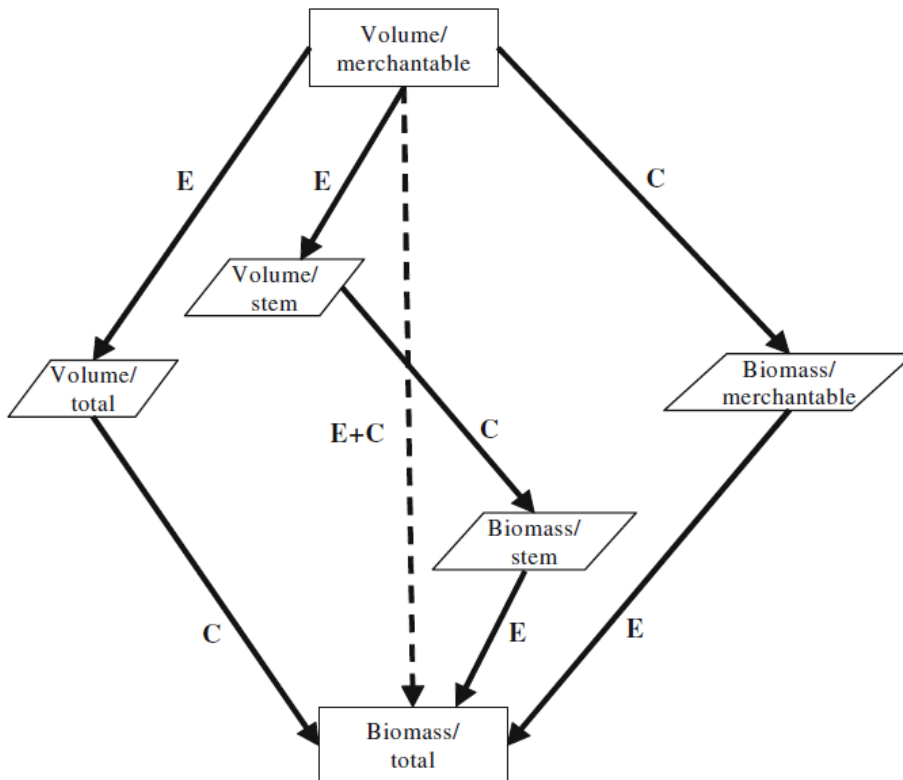 Volume/
merchantable
E
E
C
Volume/
stem
Volume/
total
Biomass/
merchantable
E+C
C
Biomass/
stem
C
E
E
Biomass/
total